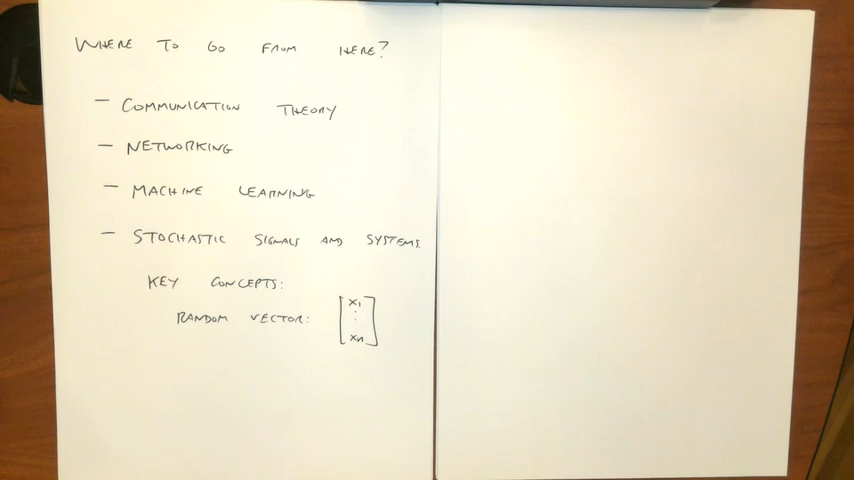 WHERE TO GO FROM HERE?
— COMMUNICATION THEORY
— NETWORKING
— MACHINE LEARNING
— STOCHASTIC SIGNALS AND SYSTEMS.
KEY CONCEPTS:
RANDOM VECTOR: [x1 ⋮ xn]